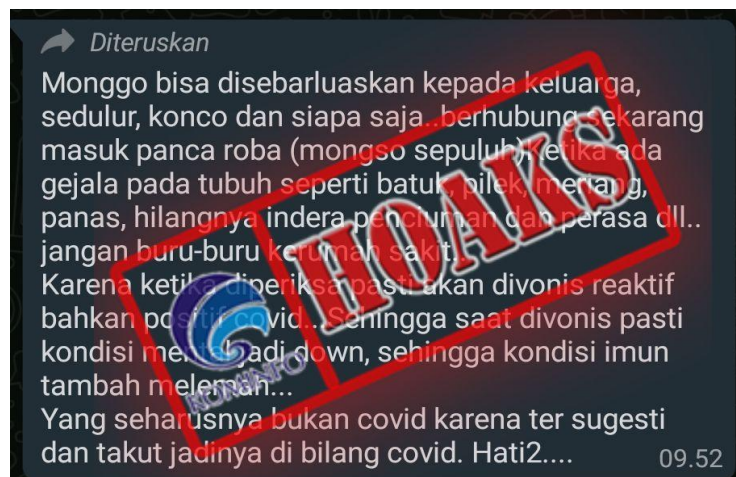 Diteruskan
Monggo bisa disebarluaskan kepada keluarga,
sedulur, konco dan siapa saja..berhubung sekarang
masuk panca roba (mongso sepuluh) ketika ada
gejala pada tubuh seperti batuk, pilek, meriang,
panas, hilangnya indera penciuman dan perasa dll..
jangan buru-buru kerumah sakit..
Karena ketika diperiksa pasti akan divonis reaktif
bahkan positif covid.. Sehingga saat divonis pasti
kondisi mental jadi down, sehingga kondisi imun
tambah melemah...
Yang seharusnya bukan covid karena ter sugesti
dan takut jadinya di bilang covid. Hati2....
09.52
HOAKS
KOMINFO